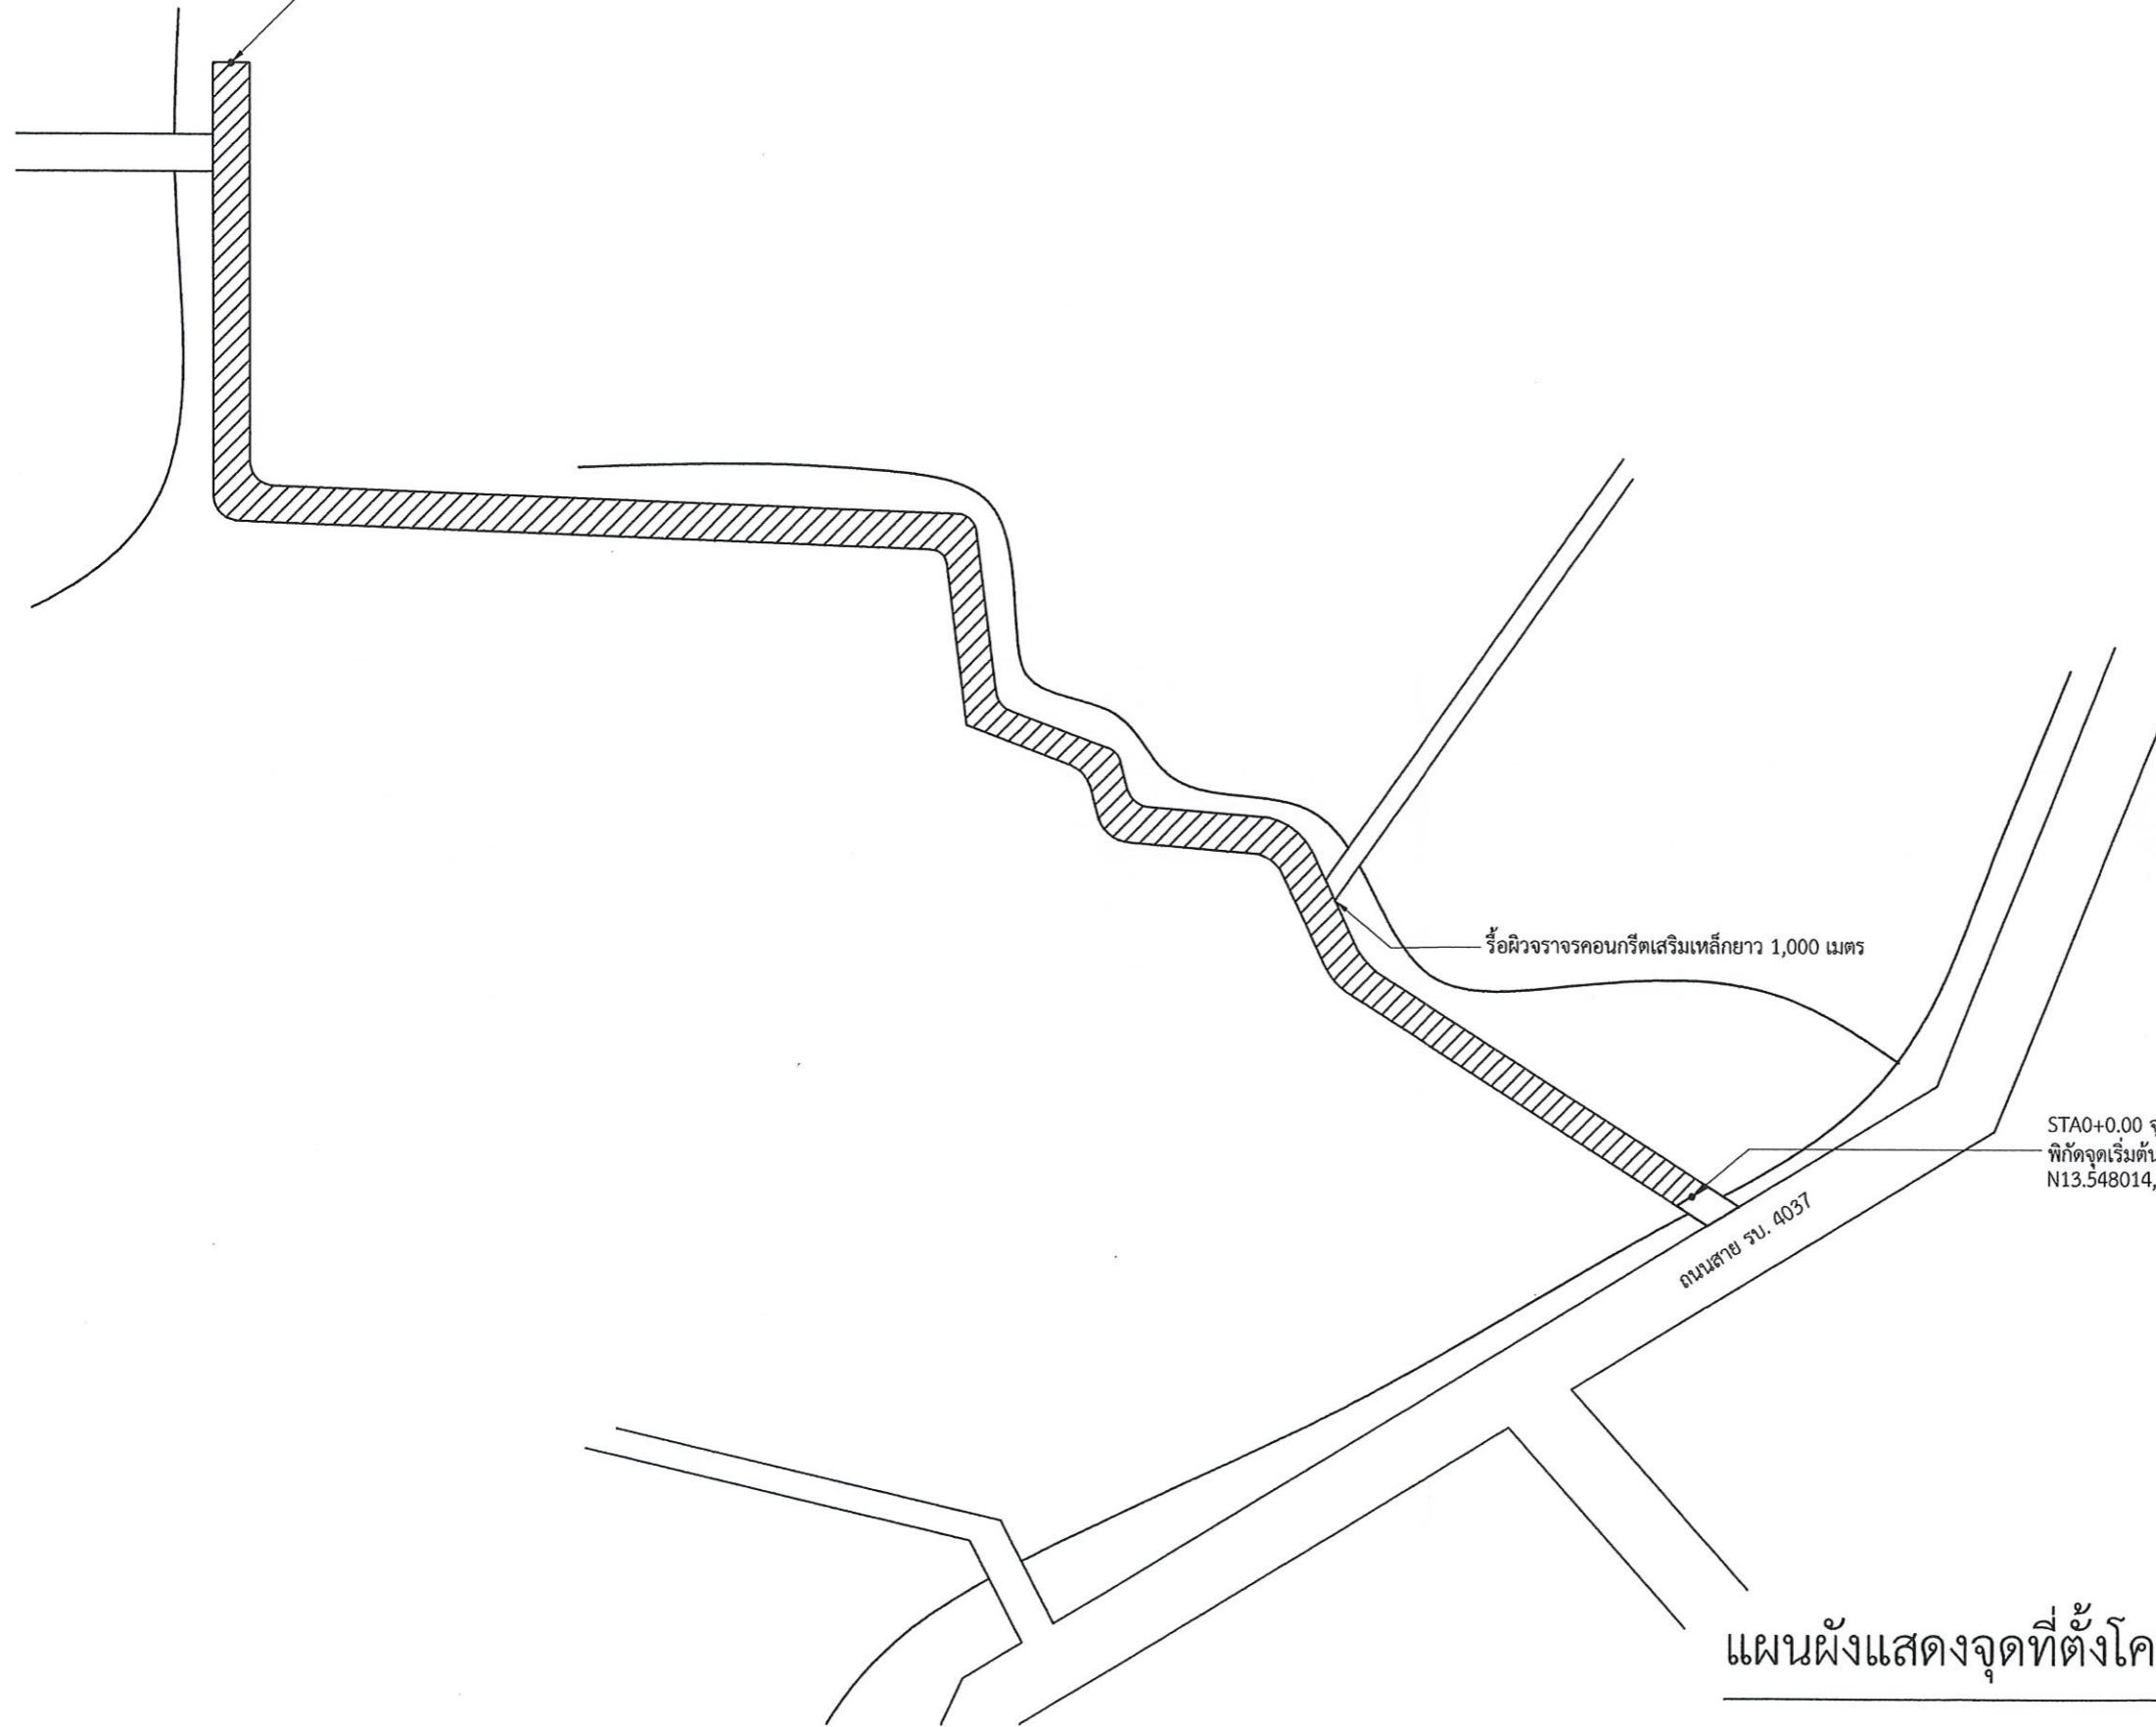 รื้อผิวจราจรคอนกรีตเสริมเหล็กยาว 1,000 เมตร
STA0+0.00
พิกัดจุดเริ่มต้น
N13.548014,
ถนนสาย รบ. 4037
แผนผังแสดงจุดที่ตั้งโค